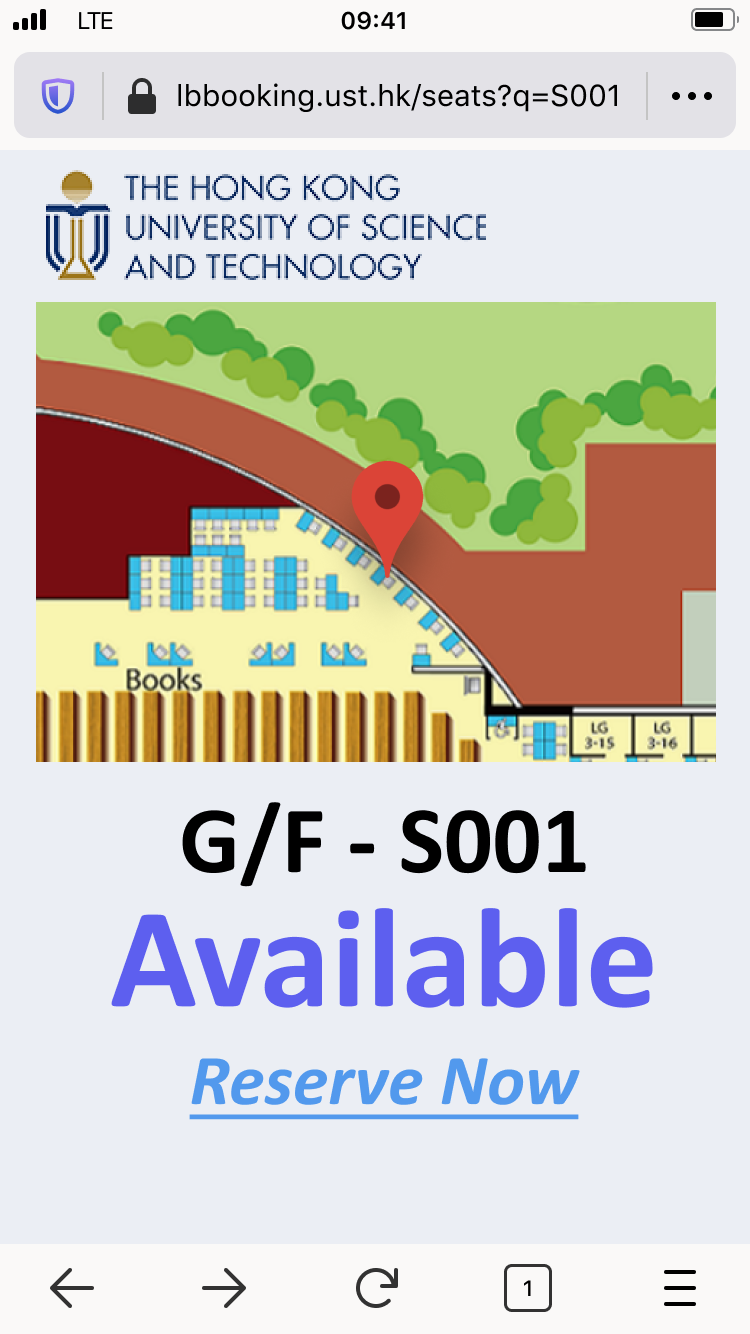 LTE
09:41
lbbooking.ust.hk/seats?q=S001
THE HONG KONG
UNIVERSITY OF SCIENCE
AND TECHNOLOGY
Books
LG
3-15
LG
3-16
G/F - S001
Available
Reserve Now
1